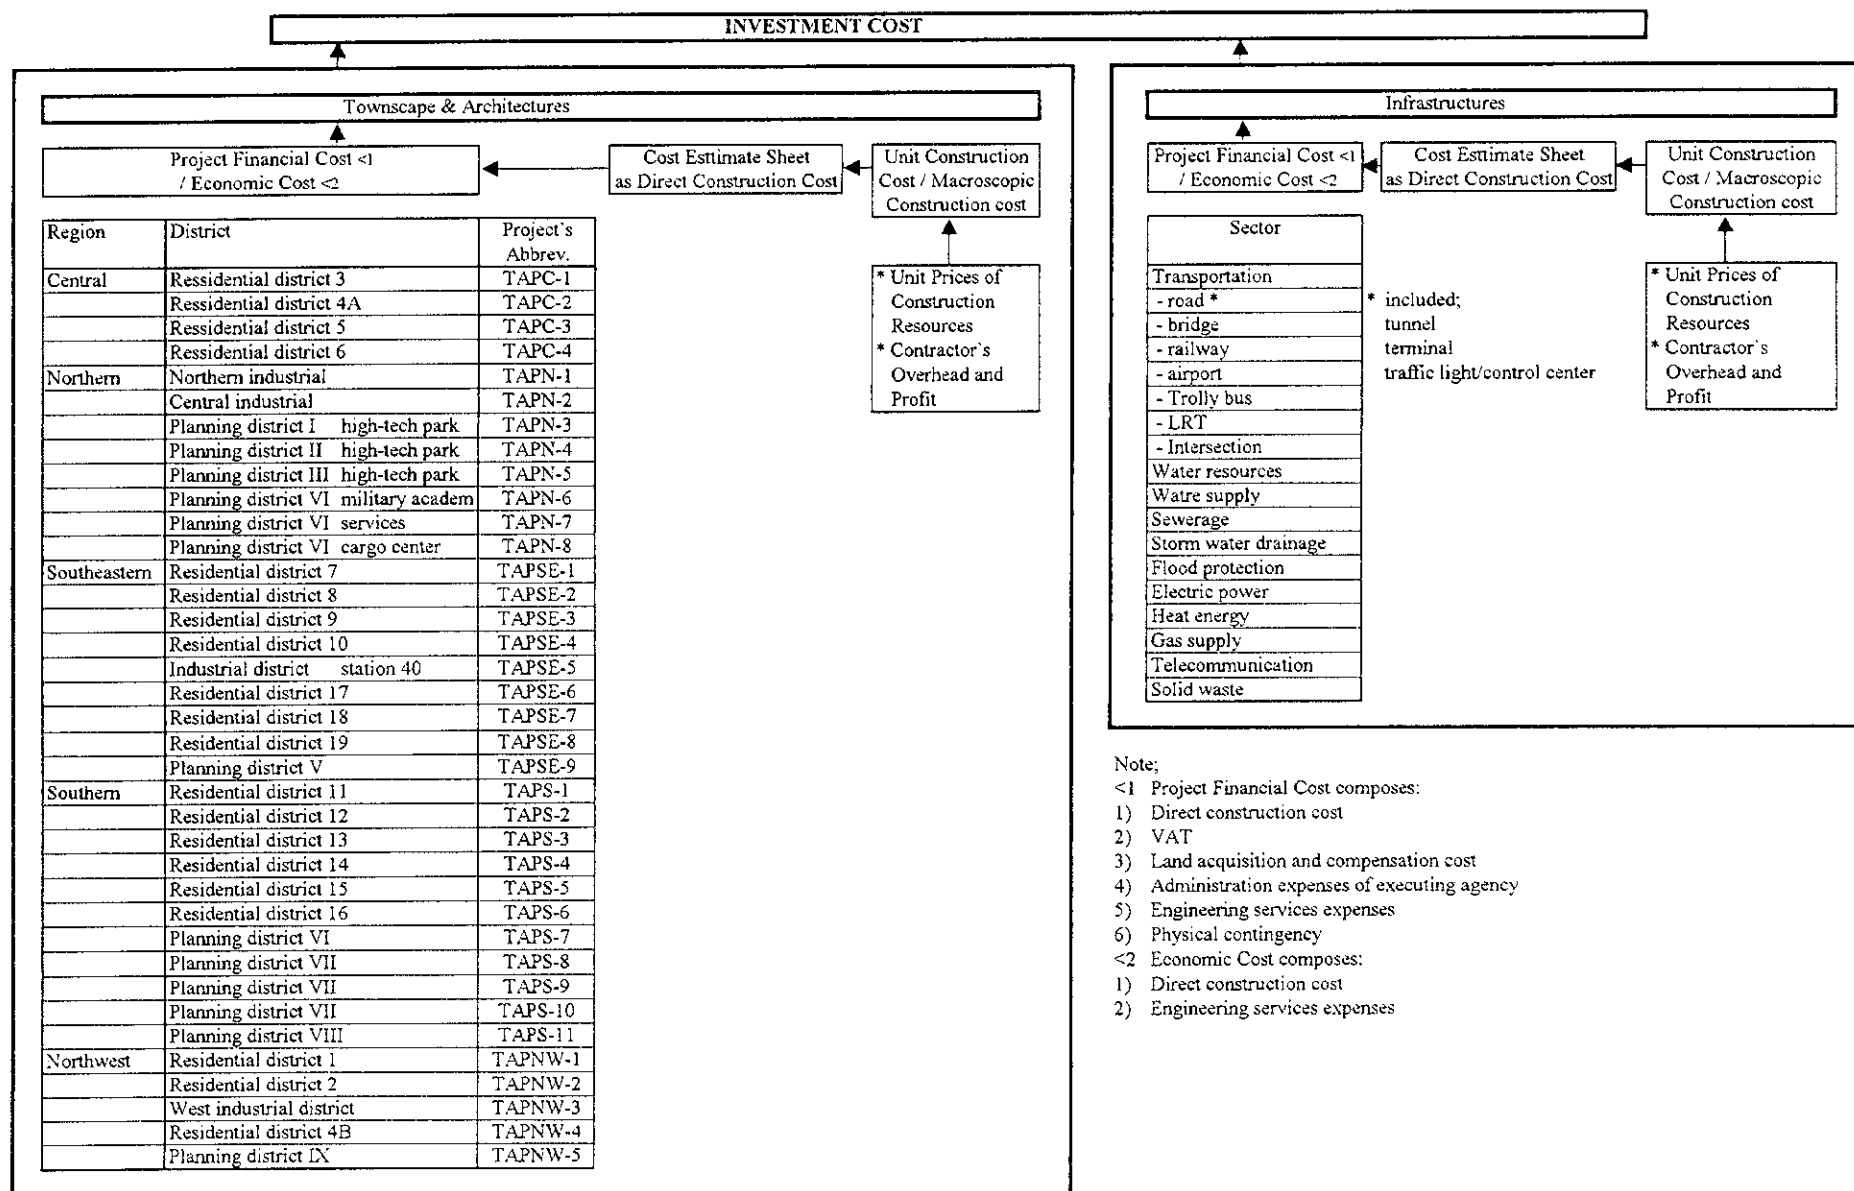 INVESTMENT COST
Townscape & Architectures
Project Financial Cost <1
/ Economic Cost <2
Cost Esttimate Sheet
as Direct Construction Cost
Unit Construction
Cost / Macroscopic
Construction cost
* Unit Prices of
Construction
Resources
* Contractor`s
Overhead and
Profit
Region District Project`s
Abbrev.
Central Ressidential district 3 TAPC-1
Ressidential district 4A TAPC-2
Ressidential district 5 TAPC-3
Ressidential district 6 TAPC-4
Northern Northern industrial TAPN-1
Central industrial TAPN-2
Planning district I high-tech park TAPN-3
Planning district II high-tech park TAPN-4
Planning district III high-tech park TAPN-5
Planning district VI military academ TAPN-6
Planning district VI services TAPN-7
Planning district VI cargo center TAPN-8
Southeastern Residential district 7 TAPSE-1
Residential district 8 TAPSE-2
Residential district 9 TAPSE-3
Residential district 10 TAPSE-4
Industrial district station 40 TAPSE-5
Residential district 17 TAPSE-6
Residential district 18 TAPSE-7
Residential district 19 TAPSE-8
Planning district V TAPSE-9
Southern Residential district 11 TAPS-1
Residential district 12 TAPS-2
Residential district 13 TAPS-3
Residential district 14 TAPS-4
Residential district 15 TAPS-5
Residential district 16 TAPS-6
Planning district VI TAPS-7
Planning district VII TAPS-8
Planning district VII TAPS-9
Planning district VII TAPS-10
Planning district VIII TAPS-11
Northwest Residential district 1 TAPNW-1
Residential district 2 TAPNW-2
West industrial district TAPNW-3
Residential district 4B TAPNW-4
Planning district IX TAPNW-5
Infrastructures
Project Financial Cost <1
/ Economic Cost <2
Cost Esttimate Sheet
as Direct Construction Cost
Unit Construction
Cost / Macroscopic
Construction cost
* Unit Prices of
Construction
Resources
* Contractor`s
Overhead and
Profit
Sector
Transportation
- road *
- bridge
- railway
- airport
- Trolly bus
- LRT
- Intersection
Water resources
Watre supply
Sewerage
Storm water drainage
Flood protection
Electric power
Heat energy
Gas supply
Telecommunication
Solid waste
* included;
tunnel
terminal
traffic light/control center
Note;
<1 Project Financial Cost composes:
1) Direct construction cost
2) VAT
3) Land acquisition and compensation cost
4) Administration expenses of executing agency
5) Engineering services expenses
6) Physical contingency
<2 Economic Cost composes:
1) Direct construction cost
2) Engineering services expenses